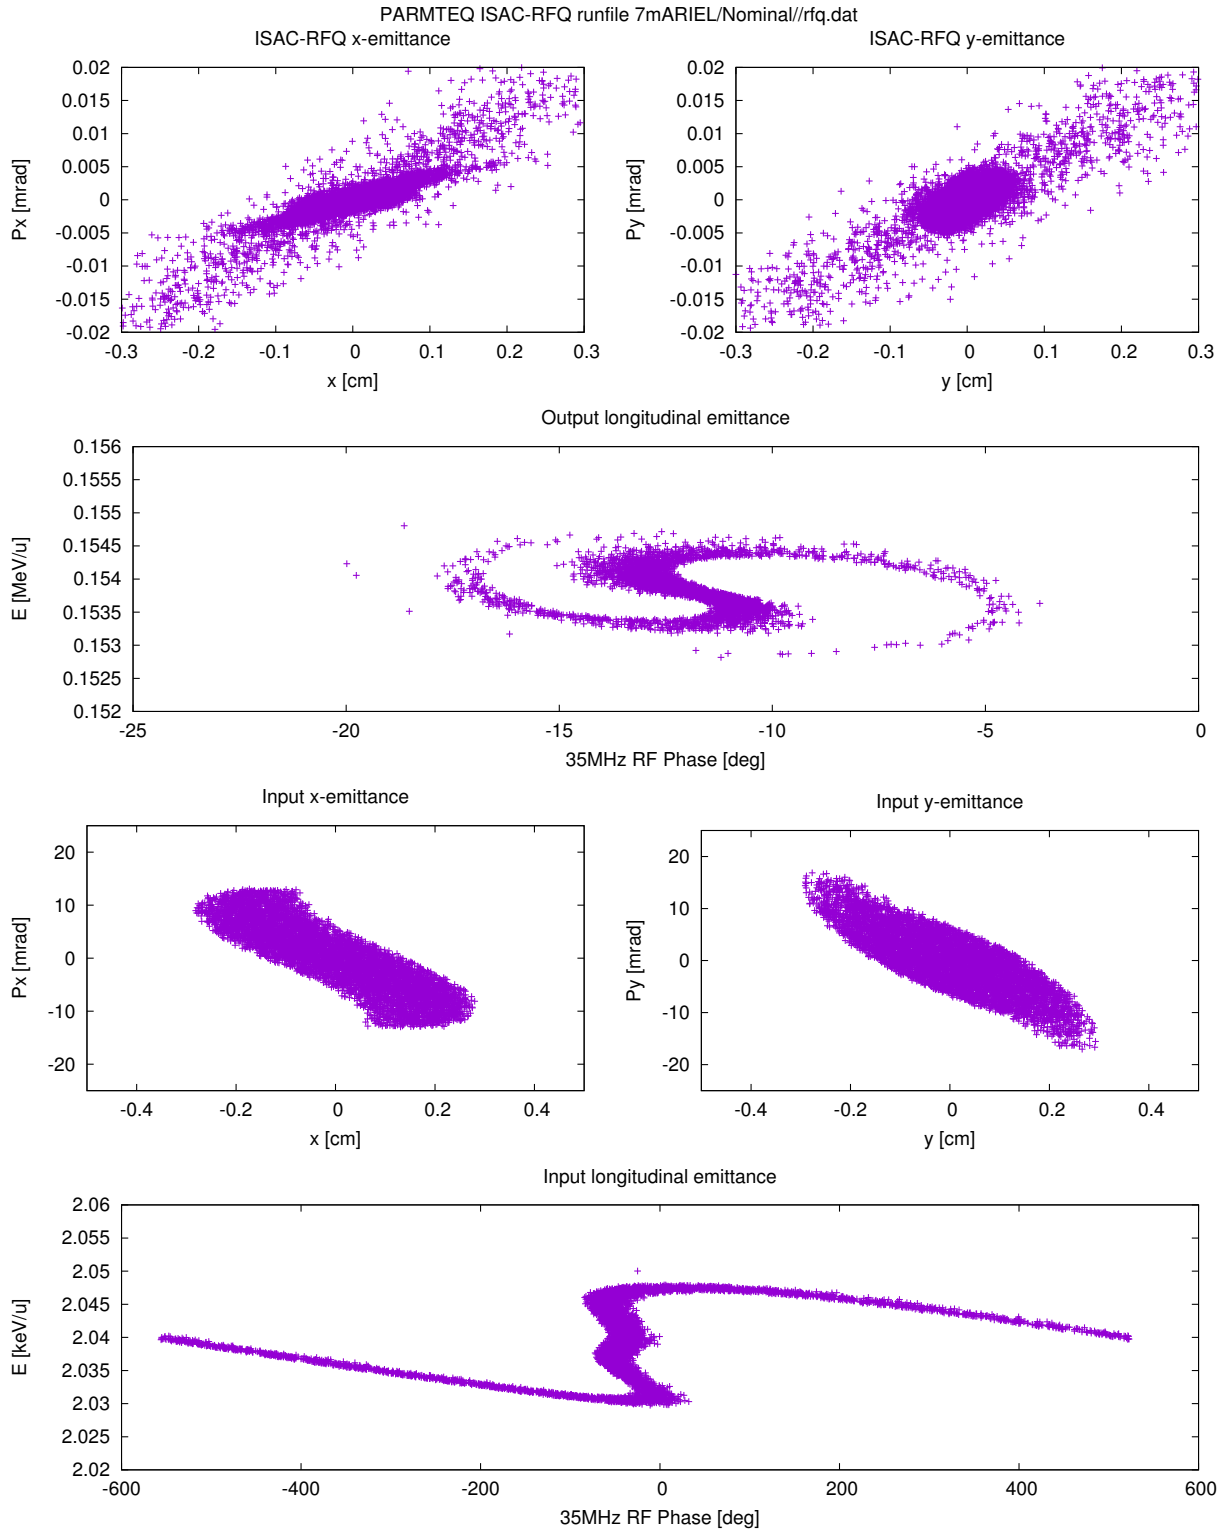 PARMTEQ ISAC-RFQ runfile 7mARIEL/Nominal//rfq.dat
ISAC-RFQ x-emittance
0.02
0.015
0.01
0.005
0
-0.005
-0.01
-0.015
-0.02
Px [mrad]
-0.3 -0.2 -0.1 0 0.1 0.2 0.3
x [cm]
ISAC-RFQ y-emittance
0.02
0.015
0.01
0.005
0
-0.005
-0.01
-0.015
-0.02
Py [mrad]
-0.3 -0.2 -0.1 0 0.1 0.2 0.3
y [cm]
Output longitudinal emittance
0.156
0.1555
0.155
0.1545
0.154
0.1535
0.153
0.1525
0.152
E [MeV/u]
-25 -20 -15 -10 -5 0
35MHz RF Phase [deg]
Input x-emittance
20
10
0
-10
-20
Px [mrad]
-0.4 -0.2 0 0.2 0.4
x [cm]
Input y-emittance
20
10
0
-10
-20
Py [mrad]
-0.4 -0.2 0 0.2 0.4
y [cm]
Input longitudinal emittance
2.06
2.055
2.05
2.045
2.04
2.035
2.03
2.025
2.02
E [keV/u]
-600 -400 -200 0 200 400 600
35MHz RF Phase [deg]